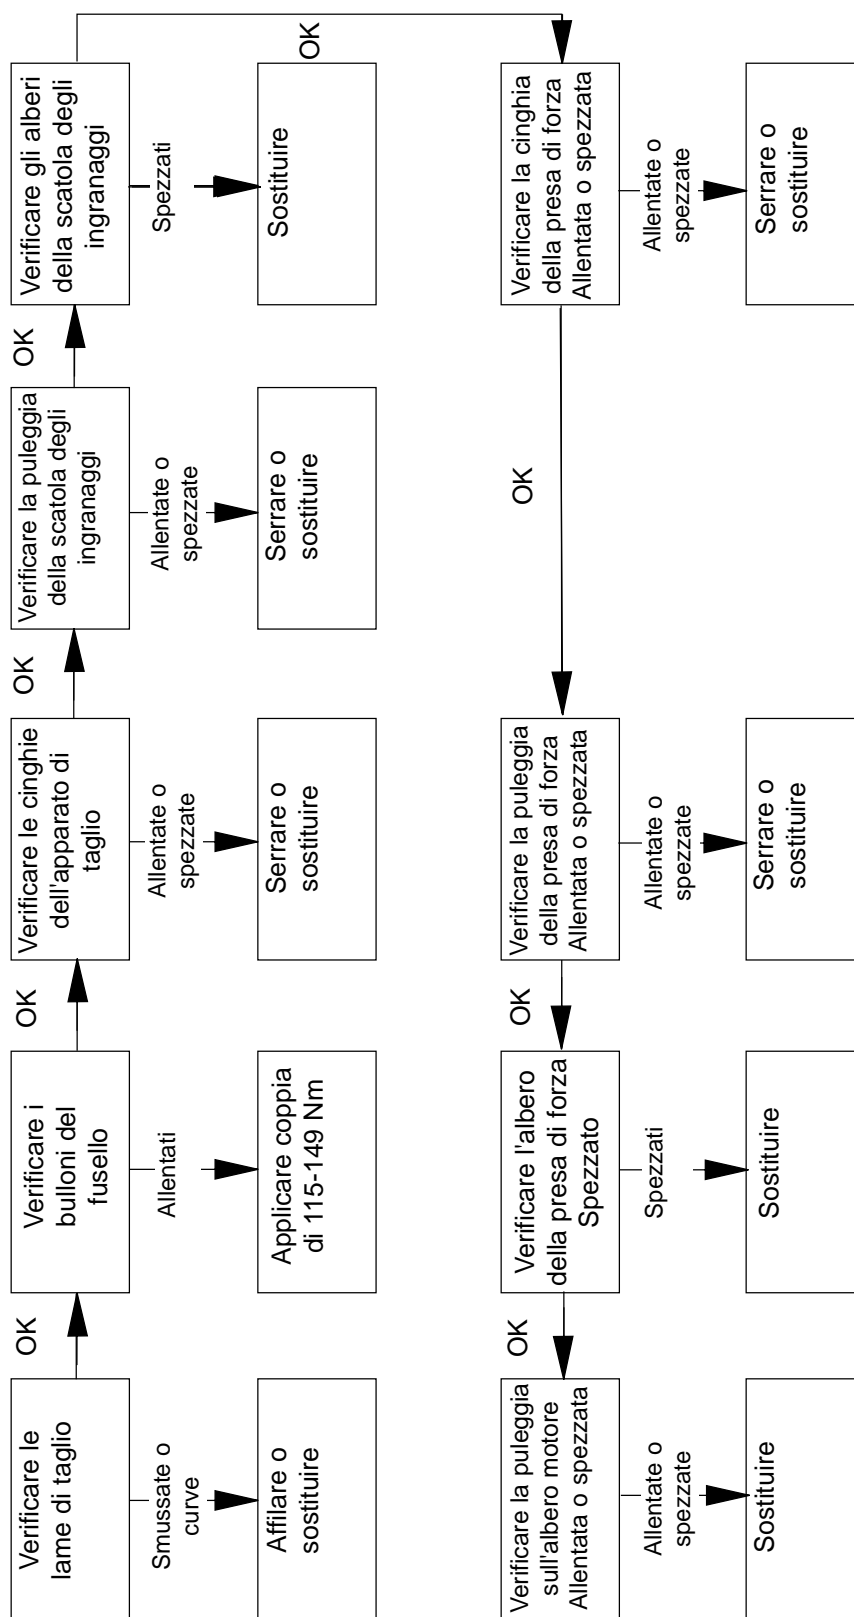 Verificare le
lame di taglio
OK
Verificare i
bulloni del
fusello
OK
Verificare le cinghie
dell'apparato di
taglio
OK
Verificare la puleggia
della scatola degli
ingranaggi
OK
Verificare gli alberi
della scatola degli
ingranaggi
OK
Smussate o
curve
Allentati
Allentate o
spezzate
Allentate o
spezzate
Spezzati
Affilare o
sostituire
Applicare coppia
di 115-149 Nm
Serrare o
sostituire
Serrare o
sostituire
Sostituire
Verificare la puleggia
sull'albero motore
Allentata o spezzata
OK
Verificare l'albero
della presa di forza
Spezzato
OK
Verificare la puleggia
della presa di forza
Allentata o spezzata
OK
Verificare la cinghia
della presa di forza
Allentata o spezzata
Allentate o
spezzate
Spezzati
Allentate o
spezzate
Allentate o
spezzate
Sostituire
Sostituire
Serrare o
sostituire
Serrare o
sostituire